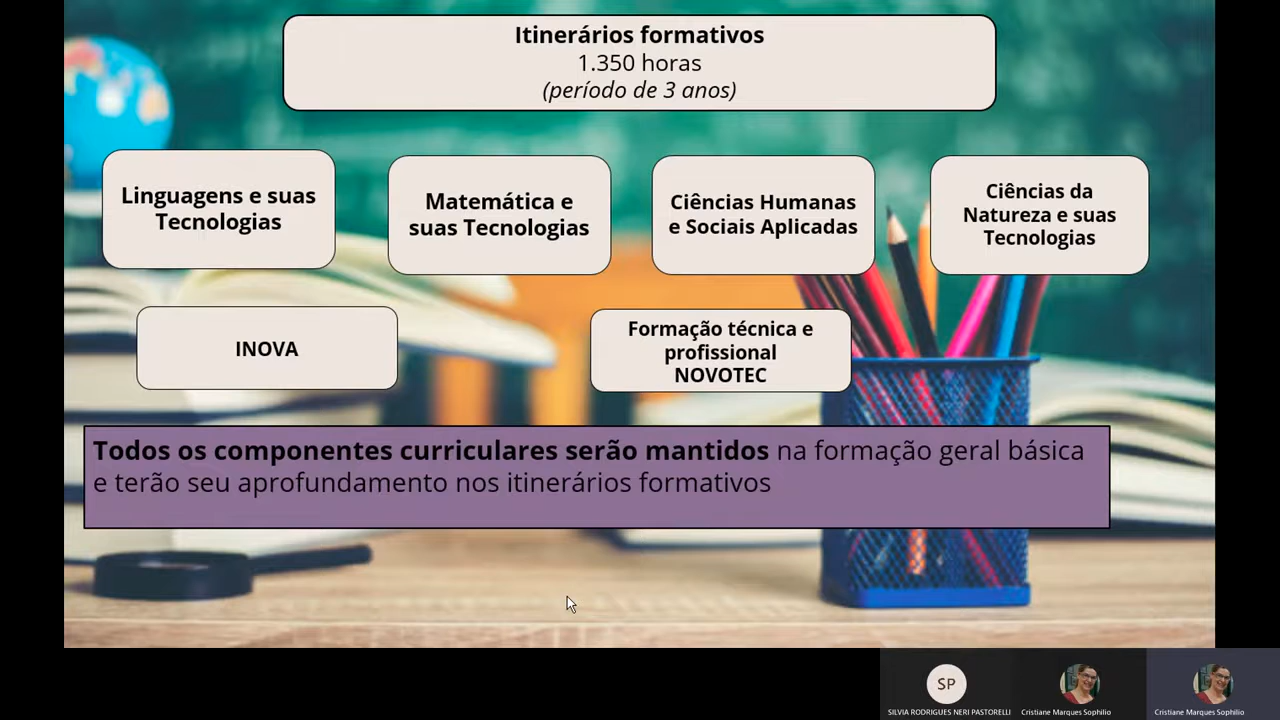 Itinerários formativos
1.350 horas
(período de 3 anos)
Linguagens e suas
Tecnologias
Matemática e
suas Tecnologias
Ciências Humanas
e Sociais Aplicadas
Ciências da
Natureza e suas
Tecnologias
INOVA
Formação técnica e
profissional
NOVOTEC
Todos os componentes curriculares serão mantidos na formação geral básica
e terão seu aprofundamento nos itinerários formativos
SP
SILVIA RODRIGUES NERI PASTORELLI
Cristiane Marques Sophilio
Cristiane Marques Sophilio